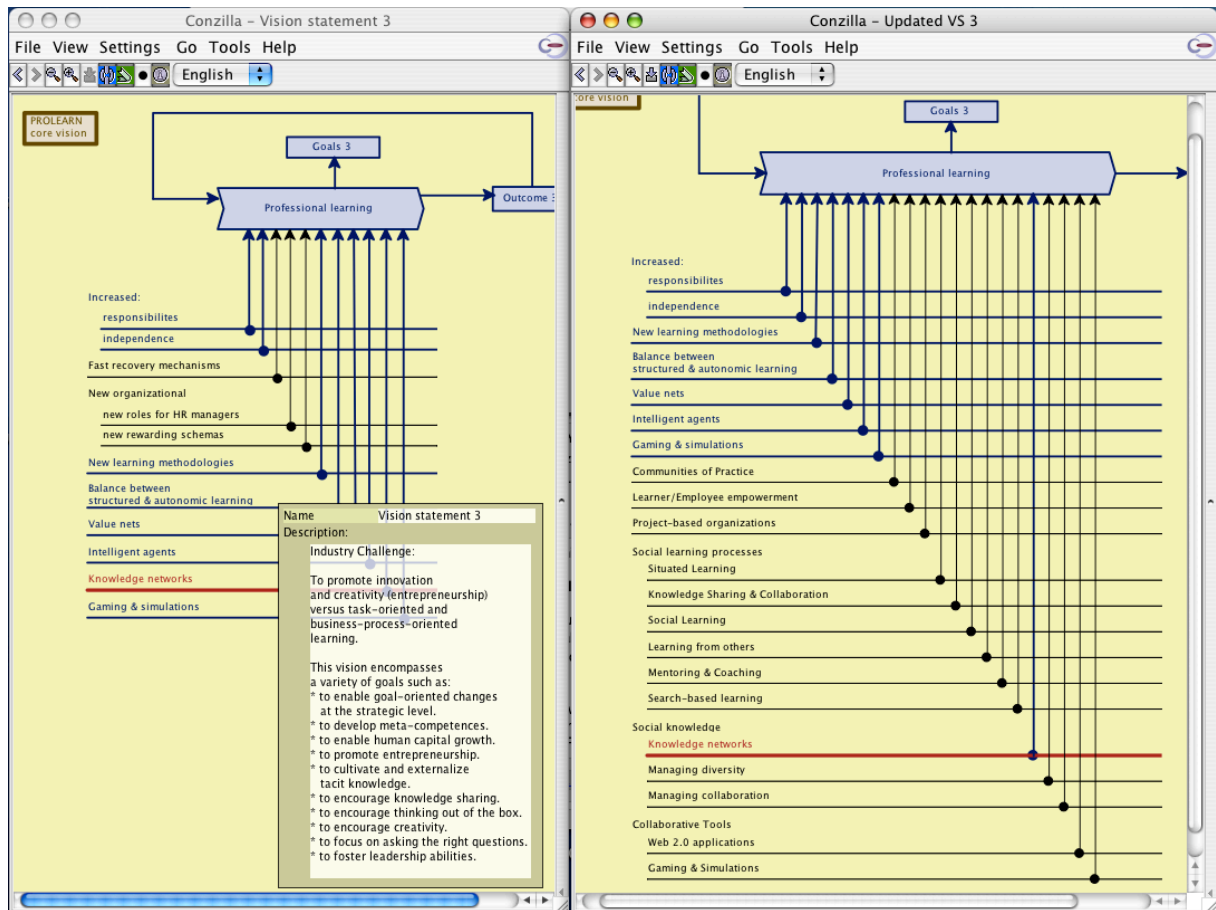 Conzilla - Vision statement 3
File View Settings Go Tools Help
English
PROLEARN
core vision
Goals 3
Professional learning
Outcome 3
Increased:
responsibilites
independence
Fast recovery mechanisms
New organizational
new roles for HR managers
new rewarding schemas
New learning methodologies
Balance between
structured & autonomic learning
Value nets
Intelligent agents
Knowledge networks
Gaming & simulations
Name Vision statement 3
Description:
Industry Challenge:
To promote innovation
and creativity (entrepreneurship)
versus task-oriented and
business-process-oriented
learning.
This vision encompasses
a variety of goals such as:
* to enable goal-oriented changes
at the strategic level.
* to develop meta-competences.
* to enable human capital growth.
* to promote entrepreneurship.
* to cultivate and externalize
tacit knowledge.
* to encourage knowledge sharing.
* to encourage thinking out of the box.
* to encourage creativity.
* to focus on asking the right questions.
* to foster leadership abilities.
Conzilla - Updated VS 3
File View Settings Go Tools Help
English
core vision
Goals 3
Professional learning
Increased:
responsibilites
independence
New learning methodologies
Balance between
structured & autonomic learning
Value nets
Intelligent agents
Gaming & simulations
Communities of Practice
Learner/Employee empowerment
Project-based organizations
Social learning processes
Situated Learning
Knowledge Sharing & Collaboration
Social Learning
Learning from others
Mentoring & Coaching
Search-based learning
Social knowledge
Knowledge networks
Managing diversity
Managing collaboration
Collaborative Tools
Web 2.0 applications
Gaming & Simulations